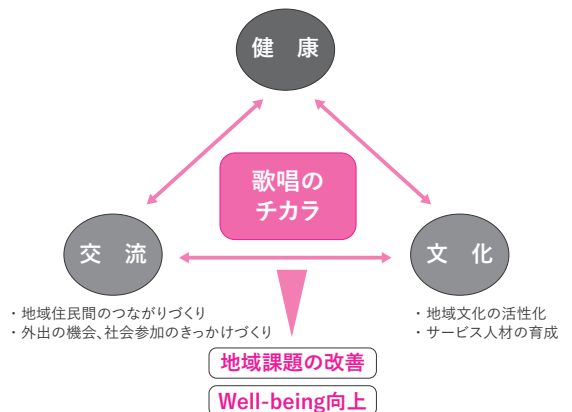 健　康
歌唱の
チカラ
交　流
文　化
・地域住民間のつながりづくり
・外出の機会、社会参加のきっかけづくり
・地域文化の活性化
・サービス人材の育成
地域課題の改善
Well-being向上